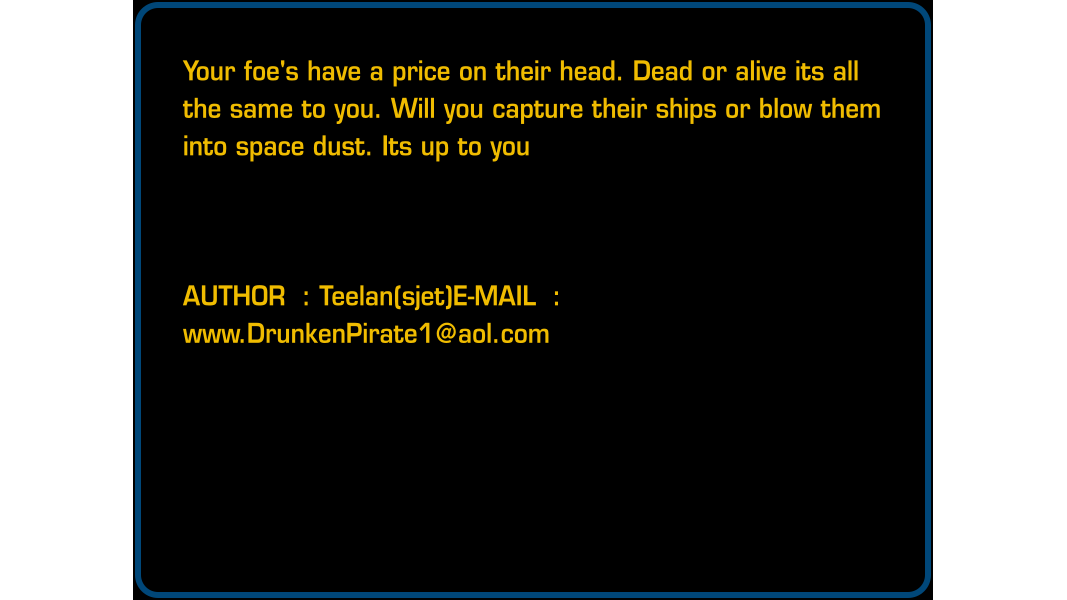 Your foe's have a price on their head. Dead or alive its all
the same to you. Will you capture their ships or blow them
into space dust. Its up to you
AUTHOR : Teelan(sjet)E-MAIL :
www.DrunkenPirate1@aol.com